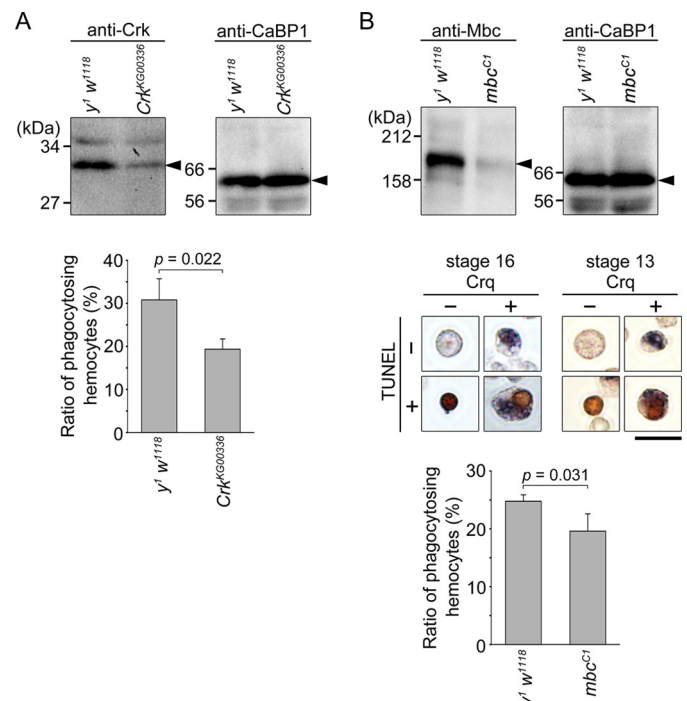 A
anti-Crk
anti-CaBP1
y1 w1118
CrkKG00336
y1 w1118
CrkKG00336
(kDa)
34
27
66
56
40
30
20
10
0
p = 0.022
Ratio of phagocytosing
hemocytes (%)
y1 w1118
CrkKG00336
B
anti-Mbc
anti-CaBP1
y1 w1118
mbcC1
y1 w1118
mbcC1
(kDa)
212
158
66
56
stage 16
Crq
− +
stage 13
Crq
− +
TUNEL
−
+
30
20
10
0
p = 0.031
Ratio of phagocytosing
hemocytes (%)
y1 w1118
mbcC1